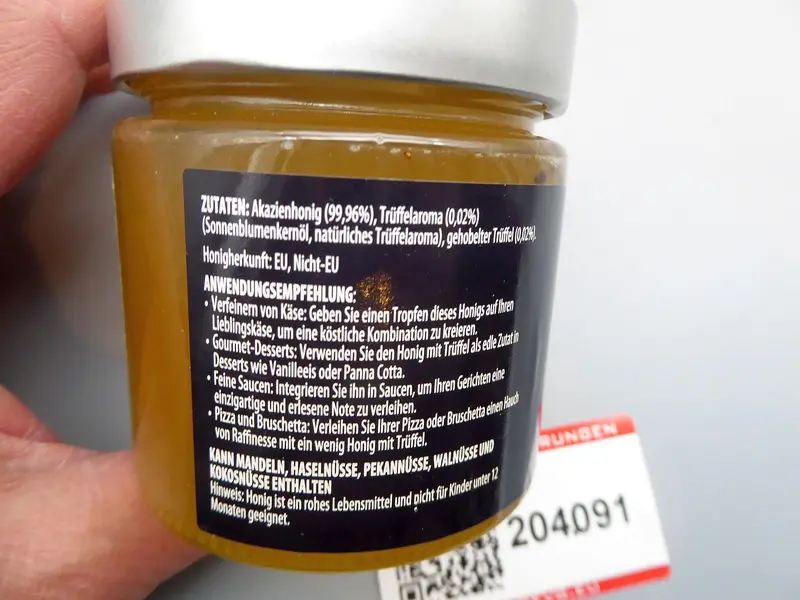 ZUTATEN: Akazienhonig (99,96%), Trüffelaroma (0,02%)
(Sonnenblumenkernöl, natürliches Trüffelaroma), gehobelter Trüffel (0,02%).
Honigherkunft: EU, Nicht-EU
ANWENDUNGSEMPFEHLUNG:
• Verfeinern von Käse: Geben Sie einen Tropfen dieses Honigs auf Ihren
Lieblingskäse, um eine köstliche Kombination zu kreieren.
• Gourmet-Desserts: Verwenden Sie den Honig mit Trüffel als edle Zutat in
Desserts wie Vanilleeis oder Panna Cotta.
• Feine Saucen: Integrieren Sie ihn in Saucen, um Ihren Gerichten eine
einzigartige und erlesene Note zu verleihen.
• Pizza und Bruschetta: Verleihen Sie Ihrer Pizza oder Bruschetta einen Hauch
von Raffinesse mit ein wenig Honig mit Trüffel.
KANN MANDELN, HASELNÜSSE, PEKANNÜSSE, WALNÜSSE UND
KOKOSNÜSSE ENTHALTEN
Hinweis: Honig ist ein rohes Lebensmittel und nicht für Kinder unter 12
Monaten geeignet.
RUNGEN
204091